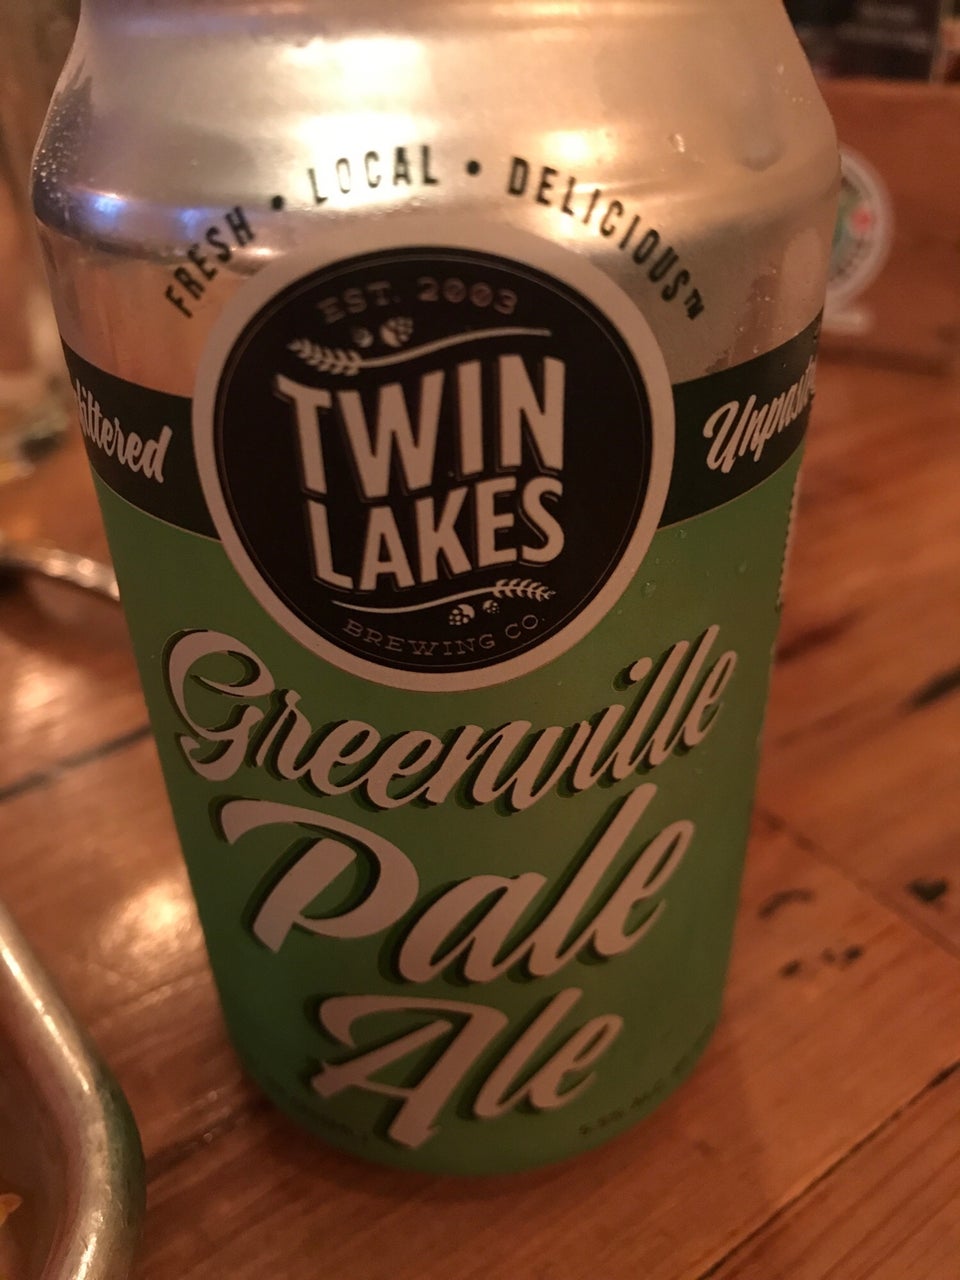 FRESH • LOCAL • DELICIOUS™
EST. 2003
TWIN
LAKES
BREWING CO.
Greenville
Pale
Ale